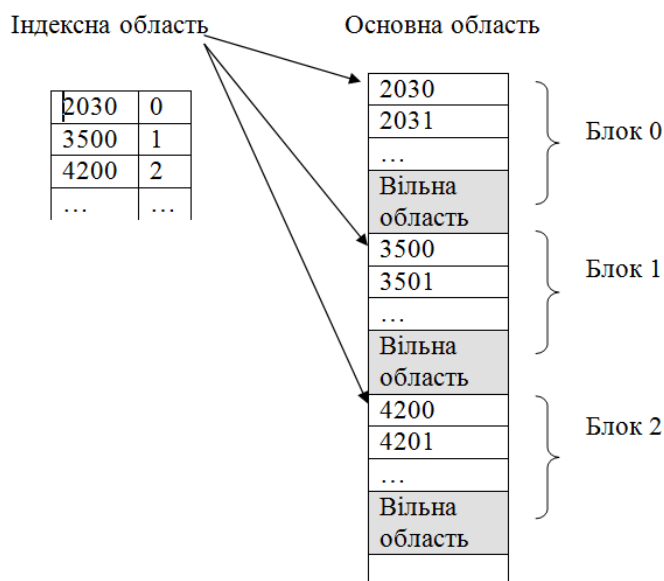 Індексна область
Основна область
2030 0
3500 1
4200 2
... ...
2030
2031
...
Вільна
область
Блок 0
3500
3501
...
Вільна
область
Блок 1
4200
4201
...
Вільна
область
Блок 2